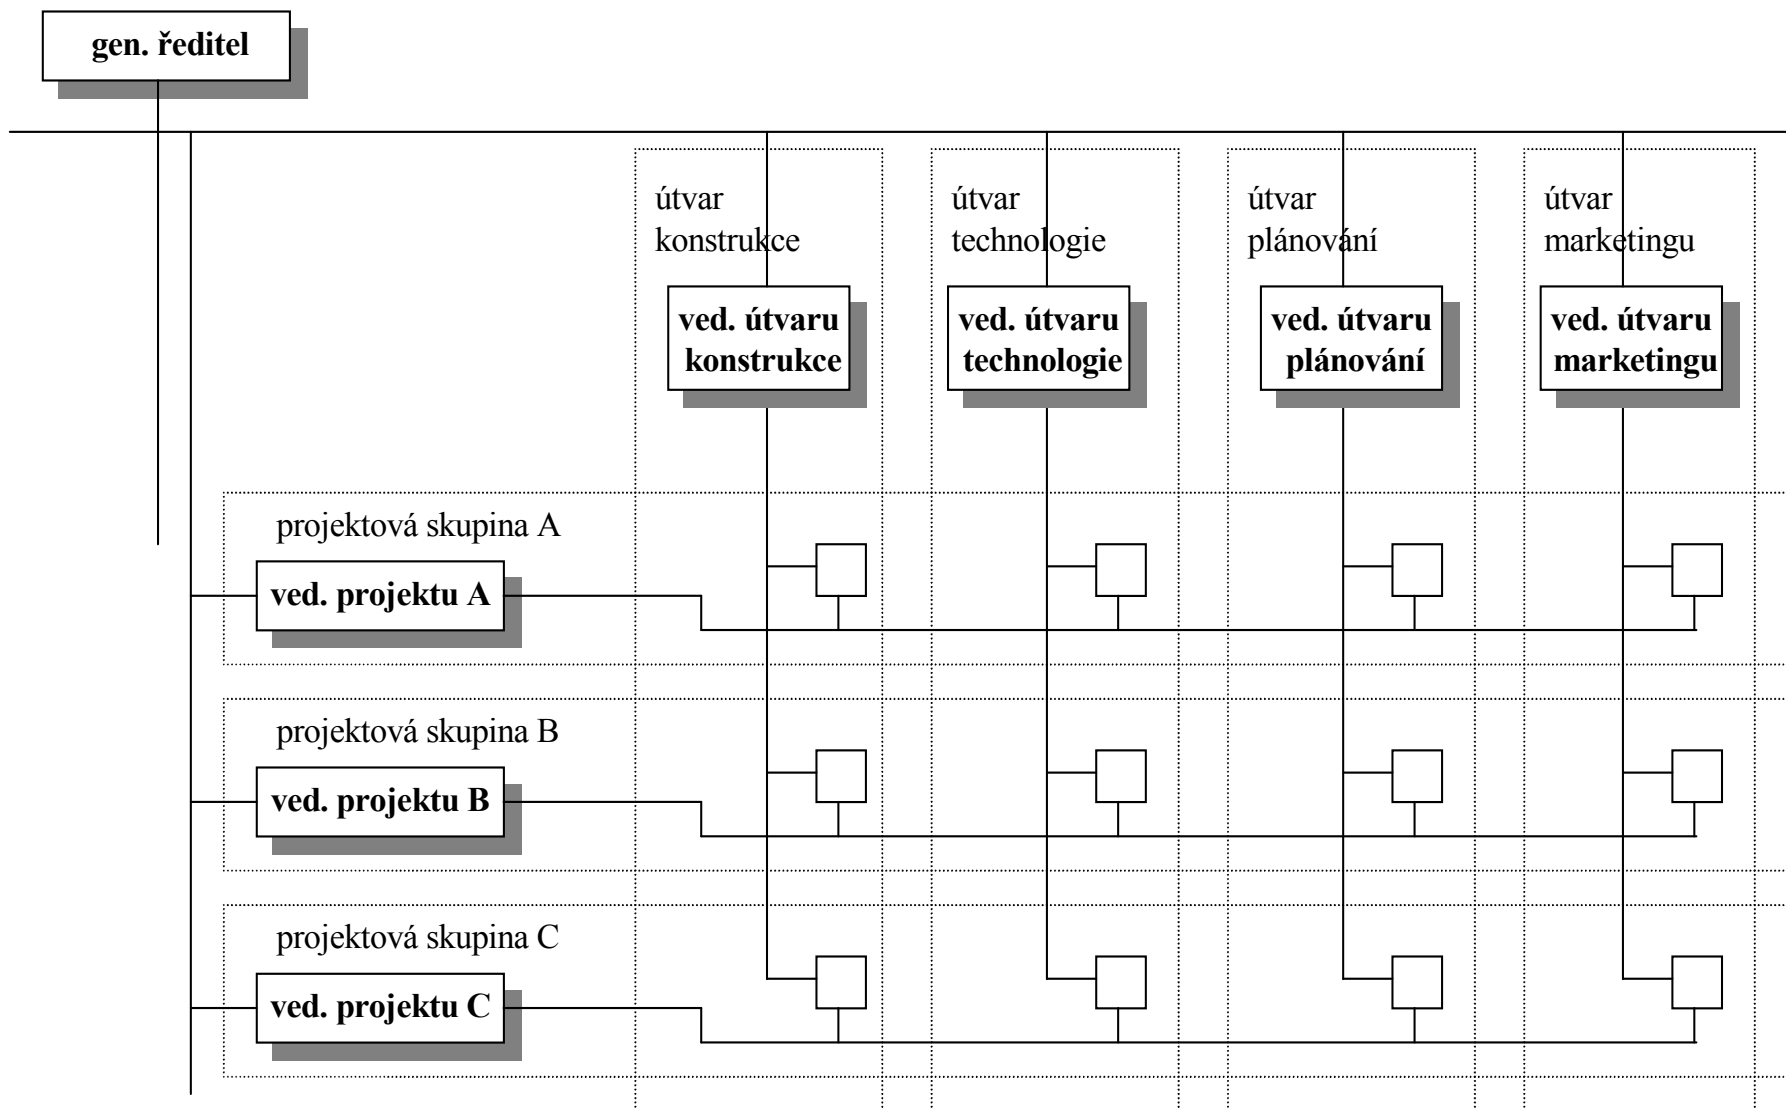 gen. ředitel
útvar
konstrukce
útvar
technologie
útvar
plánování
útvar
marketingu
ved. útvaru
konstrukce
ved. útvaru
technologie
ved. útvaru
plánování
ved. útvaru
marketingu
projektová skupina A
ved. projektu A
projektová skupina B
ved. projektu B
projektová skupina C
ved. projektu C